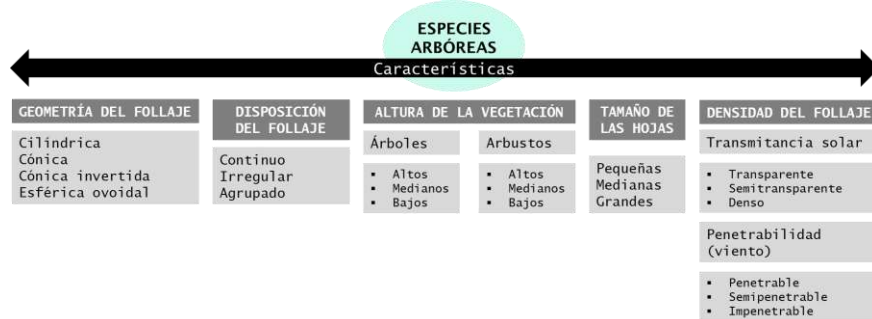 ESPECIES
ARBÓREAS
Características
GEOMETRÍA DEL FOLLAJE
Cilíndrica
Cónica
Cónica invertida
Esférica ovoidal
DISPOSICIÓN
DEL FOLLAJE
Continuo
Irregular
Agrupado
ALTURA DE LA VEGETACIÓN
Árboles
▪ Altos
▪ Medianos
▪ Bajos
Arbustos
▪ Altos
▪ Medianos
▪ Bajos
TAMAÑO DE
LAS HOJAS
Pequeñas
Medianas
Grandes
DENSIDAD DEL FOLLAJE
Transmitancia solar
▪ Transparente
▪ Semitransparente
▪ Denso
Penetrabilidad
(viento)
▪ Penetrable
▪ Semipenetrable
▪ Impenetrable